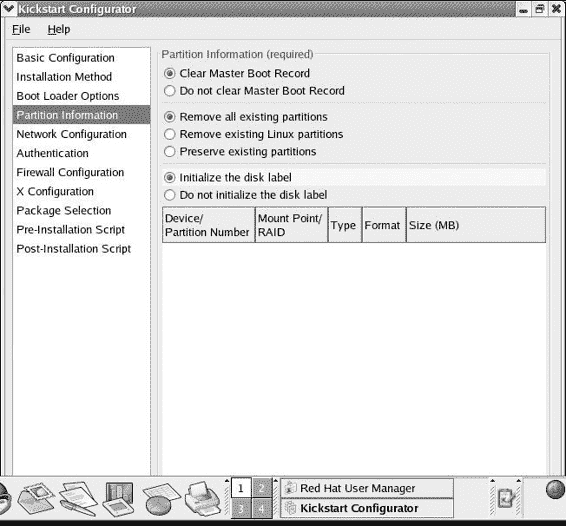 Kickstart Configurator
File Help
Basic Configuration
Installation Method
Boot Loader Options
Partition Information
Network Configuration
Authentication
Firewall Configuration
X Configuration
Package Selection
Pre-Installation Script
Post-Installation Script
Partition Information (required)
Clear Master Boot Record
Do not clear Master Boot Record
Remove all existing partitions
Remove existing Linux partitions
Preserve existing partitions
Initialize the disk label
Do not initialize the disk label
Device/
Partition Number
Mount Point/
RAID
Type
Format
Size (MB)
1 2
3 4
Red Hat User Manager
Kickstart Configurator